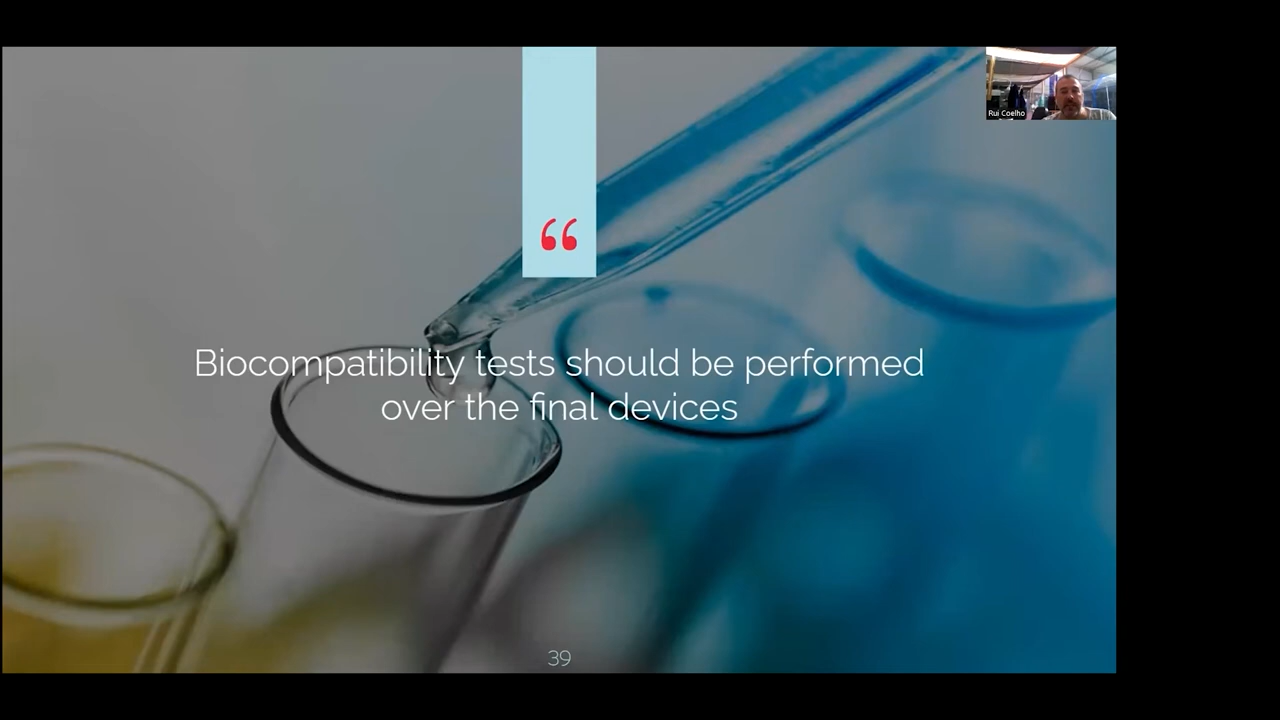 Rui Coelho
“
Biocompatibility tests should be performed
over the final devices
39